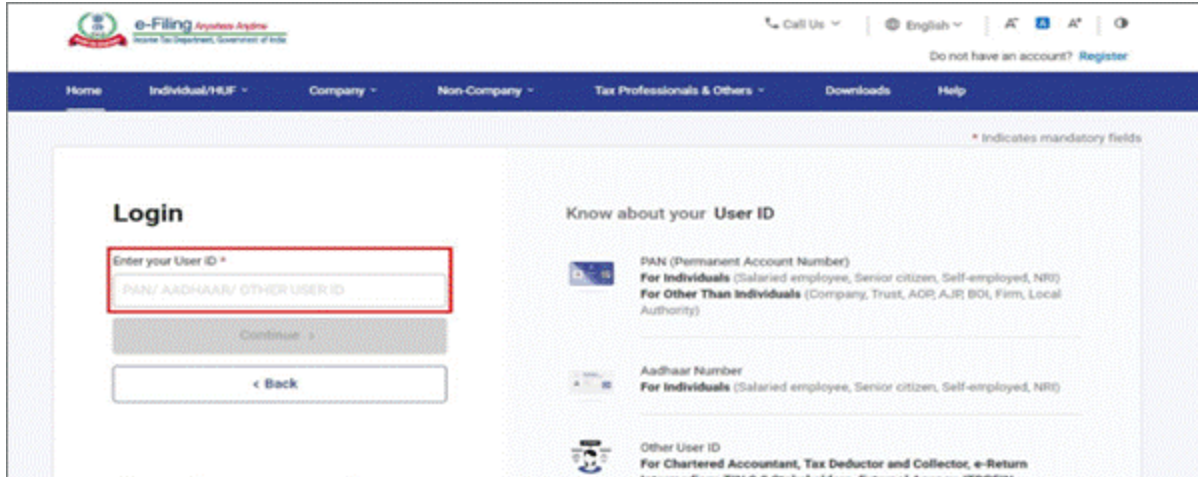 e-Filing Anywhere Anytime
Income Tax Department, Government of India
Call Us
English
A- A A+
Do not have an account? Register
Home Individual/HUF Company Non-Company Tax Professionals & Others Downloads Help
* Indicates mandatory fields
Login
Enter your User ID *
PAN/ AADHAAR/ OTHER USER ID
Continue >
< Back
Know about your User ID
PAN (Permanent Account Number)
For Individuals (Salaried employee, Senior citizen, Self-employed, NRI)
For Other Than Individuals (Company, Trust, AOP, AJP, BOI, Firm, Local
Authority)
Aadhaar Number
For Individuals (Salaried employee, Senior citizen, Self-employed, NRI)
Other User ID
For Chartered Accountant, Tax Deductor and Collector, e-Return